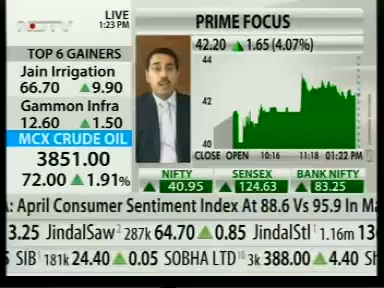 NDTV
LIVE
1:23 PM
PRIME FOCUS
TOP 6 GAINERS
Jain Irrigation
66.70 ▲ 9.90
Gammon Infra
12.60 ▲ 1.50
MCX CRUDE OIL
3851.00
72.00 ▲ 1.91%
42.20 ▲ 1.65 (4.07%)
44
42
40
CLOSE OPEN 10:16 11:18 01:22 PM
NIFTY SENSEX BANK NIFTY
▲ 40.95 ▲ 124.63 ▲ 83.25
A: April Consumer Sentiment Index At 88.6 Vs 95.9 In Ma
3.25 JindalSaw 2 287k 64.70 ▲ 0.85 JindalStl 1 1.16m 13
%s SIB 1 181k 24.40 ▲ 0.05 SOBHA LTD 10 3k 388.00 ▲ 4.40 Sh